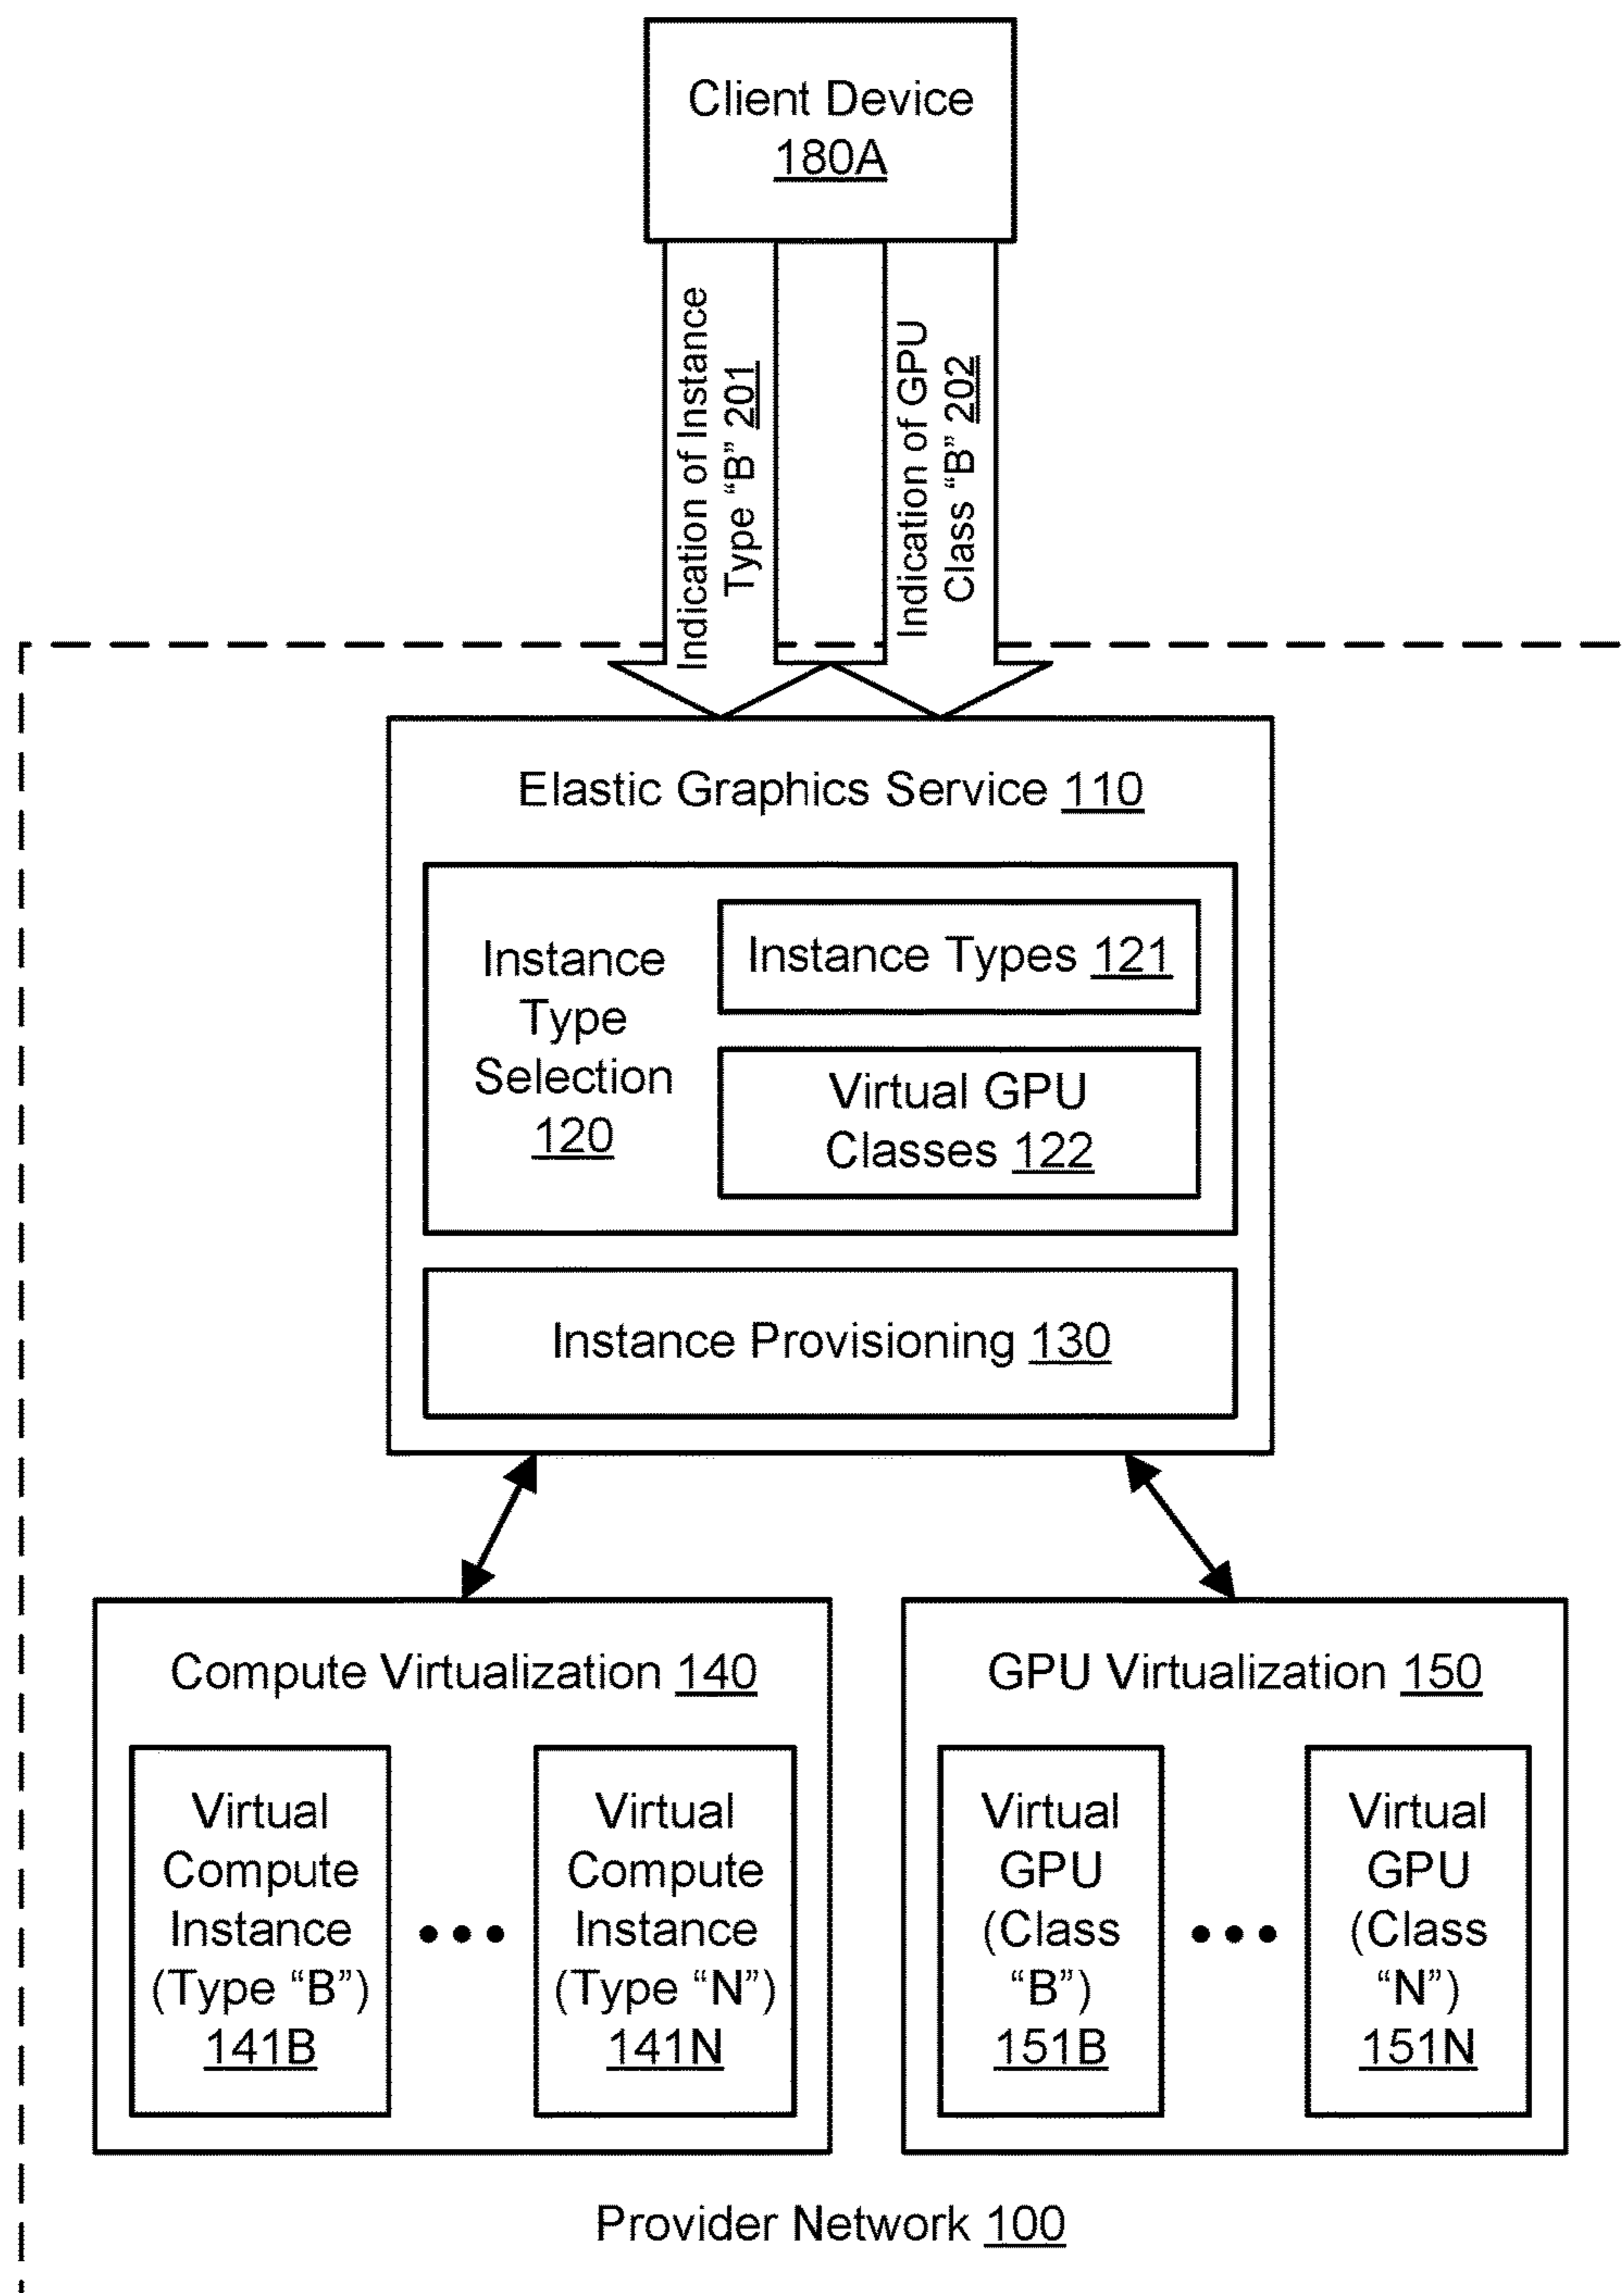 Client Device
180A
Indication of Instance
Type “B” 201
Indication of GPU
Class “B” 202
Elastic Graphics Service 110
Instance
Type
Selection
120
Instance Types 121
Virtual GPU
Classes 122
Instance Provisioning 130
Compute Virtualization 140
Virtual
Compute
Instance
(Type “B”)
141B
Virtual
Compute
Instance
(Type “N”)
141N
GPU Virtualization 150
Virtual
GPU
(Class
“B”)
151B
Virtual
GPU
(Class
“N”)
151N
Provider Network 100